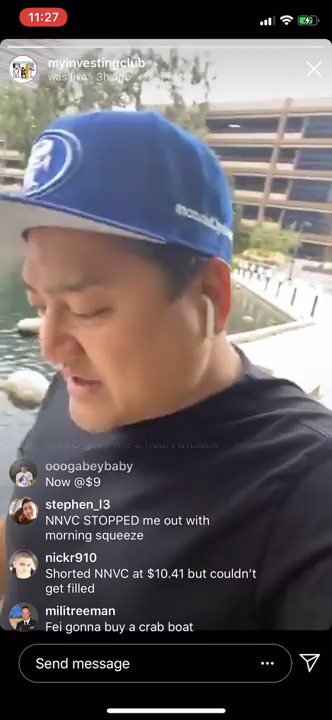 11:27
myinvestingclub
was live · 3h ago
ooogabeybaby
Now @$9
stephen_l3
NNVC STOPPED me out with
morning squeeze
nickr910
Shorted NNVC at $10.41 but couldn't
get filled
militreeman
Fei gonna buy a crab boat
Send message